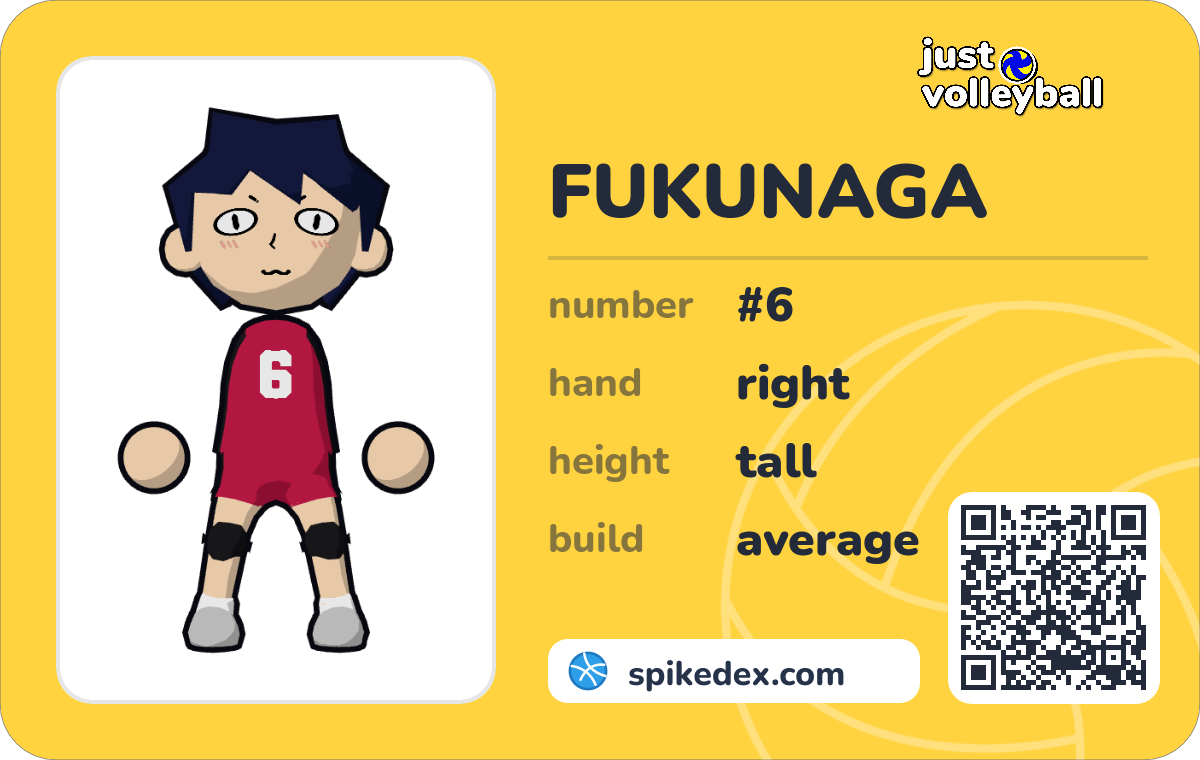 just
volleyball
FUKUNAGA
number #6
hand right
height tall
build average
6
spikedex.com